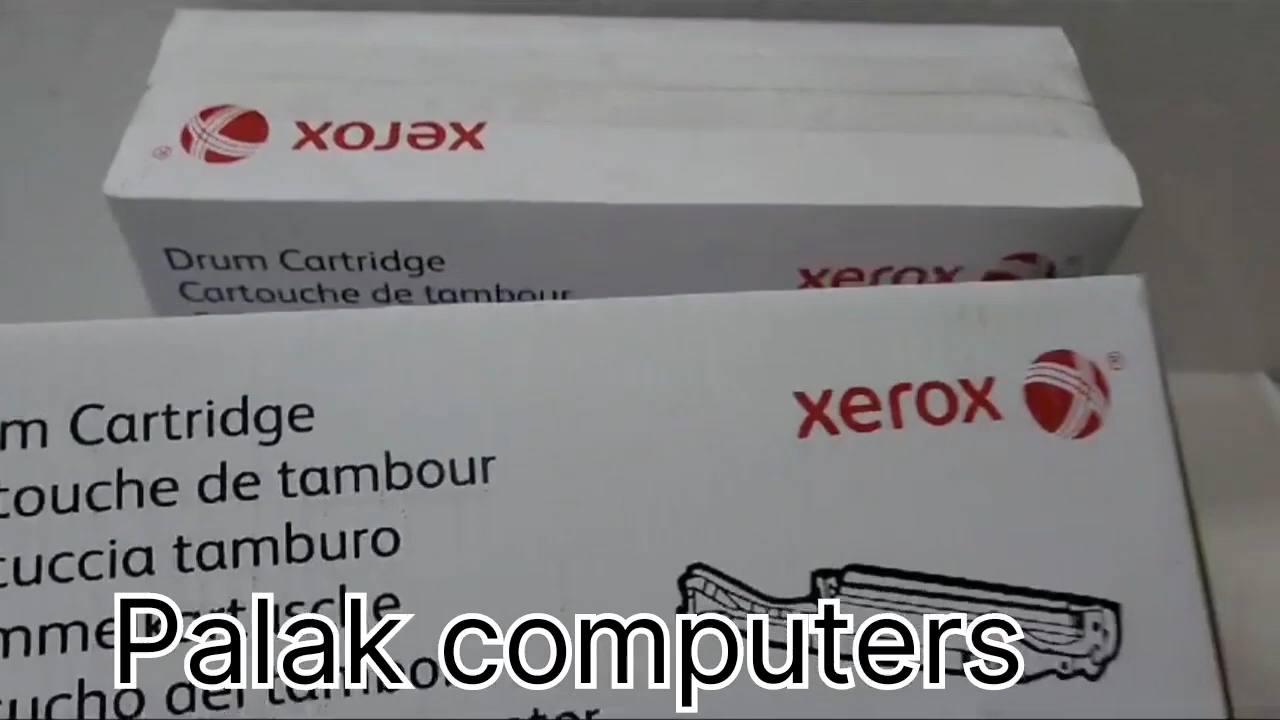 xerox
Drum Cartridge
Cartouche de tambour
xerox
xerox
m Cartridge
touche de tambour
tuccia tamburo
Palak computers